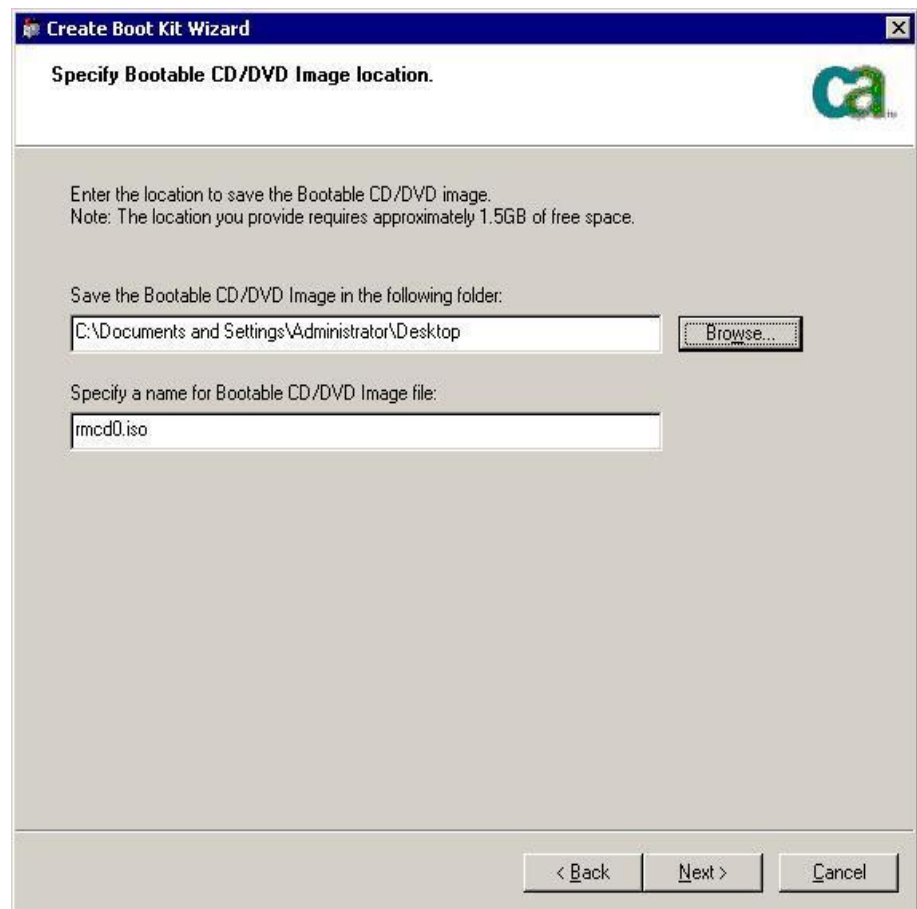 Create Boot Kit Wizard
Specify Bootable CD/DVD Image location.
ca
Enter the location to save the Bootable CD/DVD image.
Note: The location you provide requires approximately 1.5GB of free space.
Save the Bootable CD/DVD Image in the following folder:
C:\Documents and Settings\Administrator\Desktop
Browse...
Specify a name for Bootable CD/DVD Image file:
rmcd0.iso
< Back
Next >
Cancel